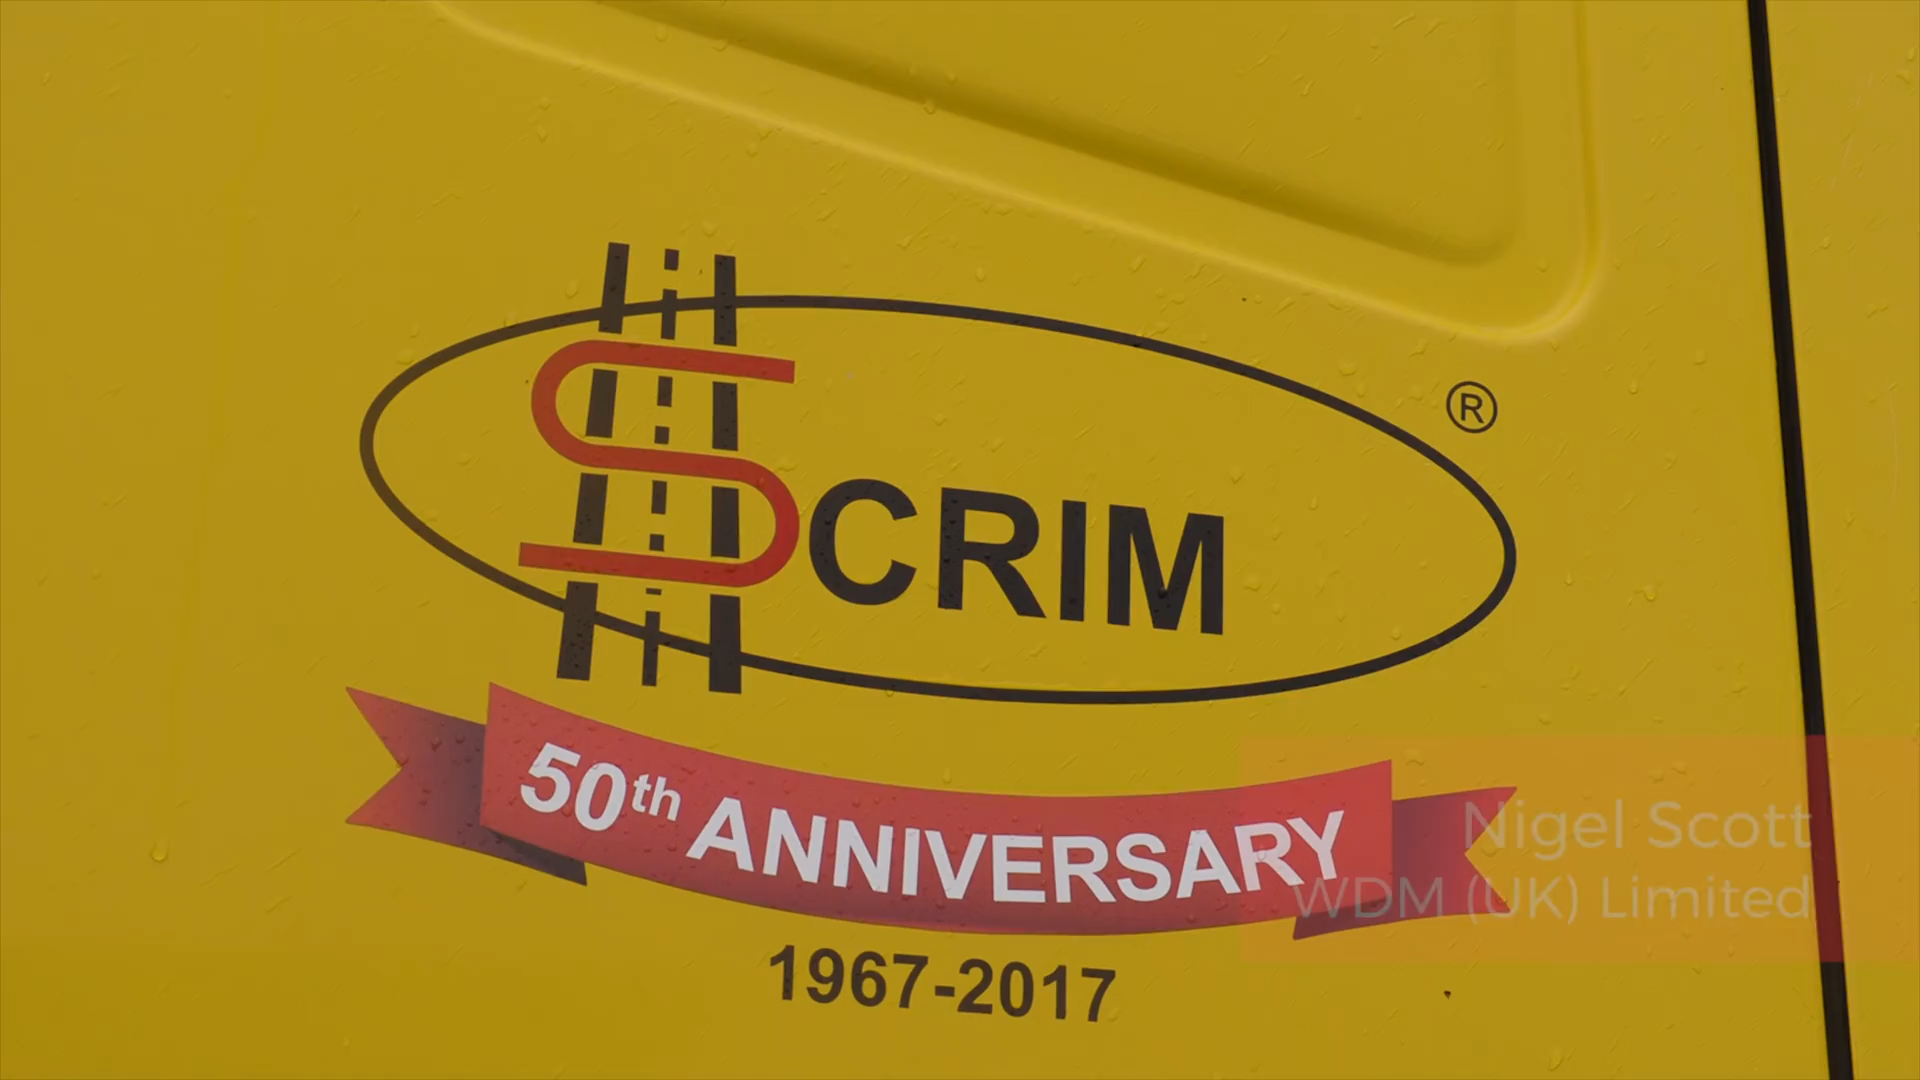 SCRIM ®
50th ANNIVERSARY
1967-2017
Nigel Scott
WDM (UK) Limited